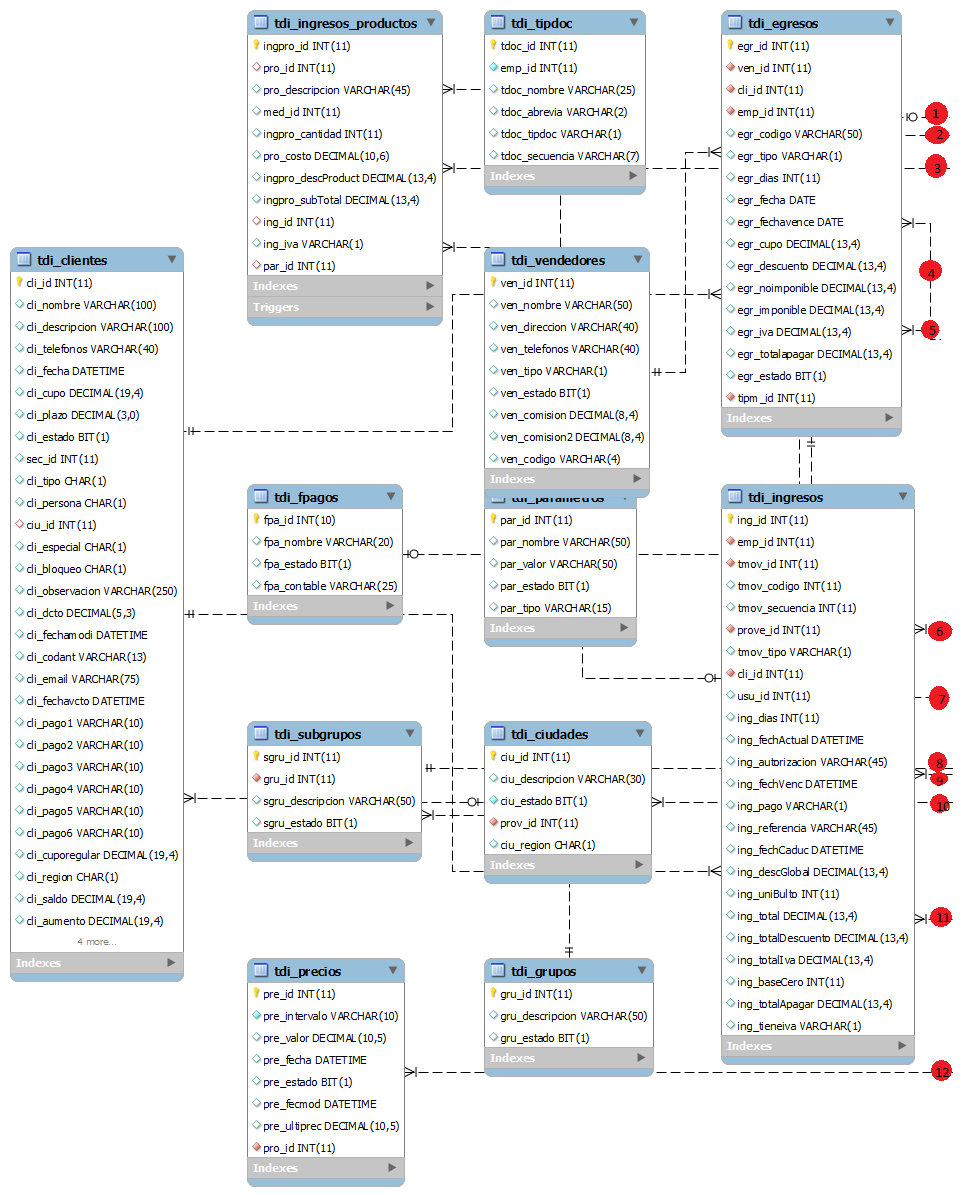 tdi_ingresos_productos
ingpro_id INT(11)
pro_id INT(11)
pro_descripcion VARCHAR(45)
med_id INT(11)
ingpro_cantidad INT(11)
pro_costo DECIMAL(10,6)
ingpro_descProduct DECIMAL(13,4)
ingpro_subTotal DECIMAL(13,4)
ing_id INT(11)
ing_iva VARCHAR(1)
par_id INT(11)
Indexes
Triggers
tdi_tipdoc
tdoc_id INT(11)
emp_id INT(11)
tdoc_nombre VARCHAR(25)
tdoc_abrevia VARCHAR(2)
tdoc_tipdoc VARCHAR(1)
tdoc_secuencia VARCHAR(7)
Indexes
tdi_egresos
egr_id INT(11)
ven_id INT(11)
cli_id INT(11)
emp_id INT(11)
egr_codigo VARCHAR(50)
egr_tipo VARCHAR(1)
egr_dias INT(11)
egr_fecha DATE
egr_fechavence DATE
egr_cupo DECIMAL(13,4)
egr_descuento DECIMAL(13,4)
egr_noimponible DECIMAL(13,4)
egr_imponible DECIMAL(13,4)
egr_iva DECIMAL(13,4)
egr_totalapagar DECIMAL(13,4)
egr_estado BIT(1)
tipm_id INT(11)
Indexes
1
2
3
4
5
tdi_clientes
cli_id INT(11)
cli_nombre VARCHAR(100)
cli_descripcion VARCHAR(100)
cli_telefonos VARCHAR(40)
cli_fecha DATETIME
cli_cupo DECIMAL(19,4)
cli_plazo DECIMAL(3,0)
cli_estado BIT(1)
sec_id INT(11)
cli_tipo CHAR(1)
cli_persona CHAR(1)
ciu_id INT(11)
cli_especial CHAR(1)
cli_bloqueo CHAR(1)
cli_observacion VARCHAR(250)
cli_dcto DECIMAL(5,3)
cli_fechamodi DATETIME
cli_codant VARCHAR(13)
cli_email VARCHAR(75)
cli_fechavcto DATETIME
cli_pago1 VARCHAR(10)
cli_pago2 VARCHAR(10)
cli_pago3 VARCHAR(10)
cli_pago4 VARCHAR(10)
cli_pago5 VARCHAR(10)
cli_pago6 VARCHAR(10)
cli_cuporegular DECIMAL(19,4)
cli_region CHAR(1)
cli_saldo DECIMAL(19,4)
cli_aumento DECIMAL(19,4)
4 more...
Indexes
tdi_vendedores
ven_id INT(11)
ven_nombre VARCHAR(50)
ven_direccion VARCHAR(40)
ven_telefonos VARCHAR(40)
ven_tipo VARCHAR(1)
ven_estado BIT(1)
ven_comision DECIMAL(8,4)
ven_comision2 DECIMAL(8,4)
ven_codigo VARCHAR(4)
Indexes
tdi_fpagos
fpa_id INT(10)
fpa_nombre VARCHAR(20)
fpa_estado BIT(1)
fpa_contable VARCHAR(25)
Indexes
tdi_parametros
par_id INT(11)
par_nombre VARCHAR(50)
par_valor VARCHAR(50)
par_estado BIT(1)
par_tipo VARCHAR(15)
Indexes
tdi_ingresos
ing_id INT(11)
emp_id INT(11)
tmov_id INT(11)
tmov_codigo INT(11)
tmov_secuencia INT(11)
prove_id INT(11)
tmov_tipo VARCHAR(1)
cli_id INT(11)
usu_id INT(11)
ing_dias INT(11)
ing_fechActual DATETIME
ing_autorizacion VARCHAR(45)
ing_fechVenc DATETIME
ing_pago VARCHAR(1)
ing_referencia VARCHAR(45)
ing_fechCaduc DATETIME
ing_descGlobal DECIMAL(13,4)
ing_uniBulto INT(11)
ing_total DECIMAL(13,4)
ing_totalDescuento DECIMAL(13,4)
ing_totalIva DECIMAL(13,4)
ing_baseCero INT(11)
ing_totalApagar DECIMAL(13,4)
ing_tieneiva VARCHAR(1)
Indexes
6
7
8
9
10
11
12
tdi_subgrupos
sgru_id INT(11)
gru_id INT(11)
sgru_descripcion VARCHAR(50)
sgru_estado BIT(1)
Indexes
tdi_ciudades
ciu_id INT(11)
ciu_descripcion VARCHAR(30)
ciu_estado BIT(1)
prov_id INT(11)
ciu_region CHAR(1)
Indexes
tdi_precios
pre_id INT(11)
pre_intervalo VARCHAR(10)
pre_valor DECIMAL(10,5)
pre_fecha DATETIME
pre_estado BIT(1)
pre_fecmod DATETIME
pre_ultiprec DECIMAL(10,5)
pro_id INT(11)
Indexes
tdi_grupos
gru_id INT(11)
gru_descripcion VARCHAR(50)
gru_estado BIT(1)
Indexes